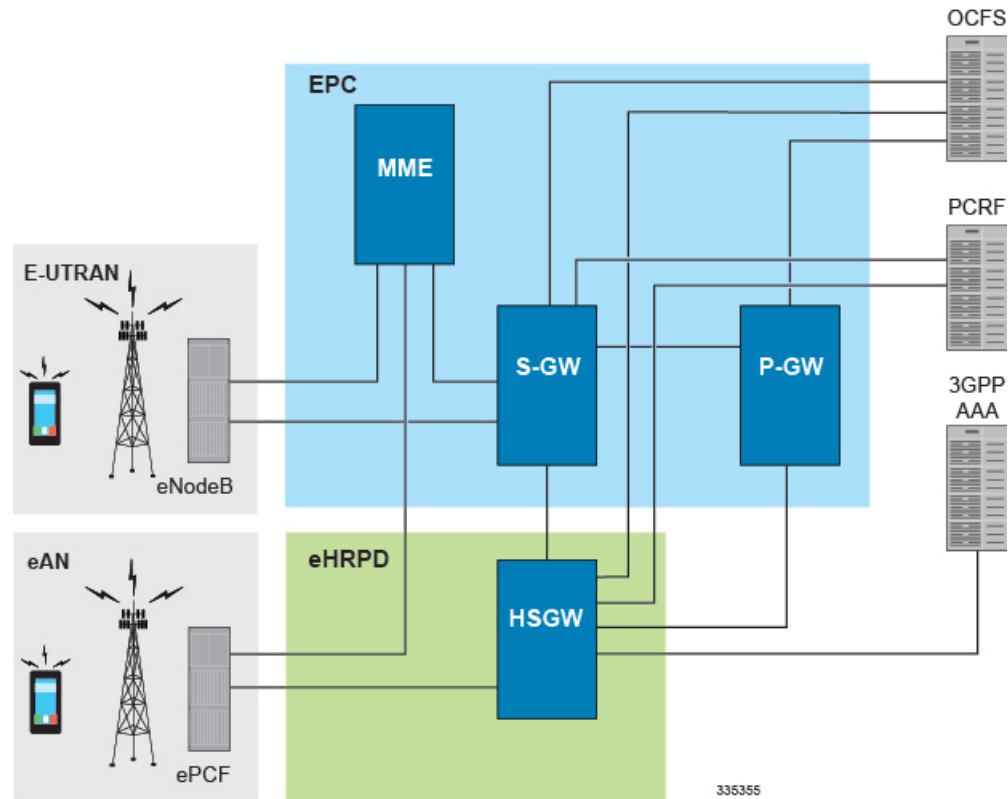 OCFS
EPC
MME
PCRF
E-UTRAN
S-GW
P-GW
3GPP
AAA
eNodeB
eAN
eHRPD
HSGW
ePCF
335355